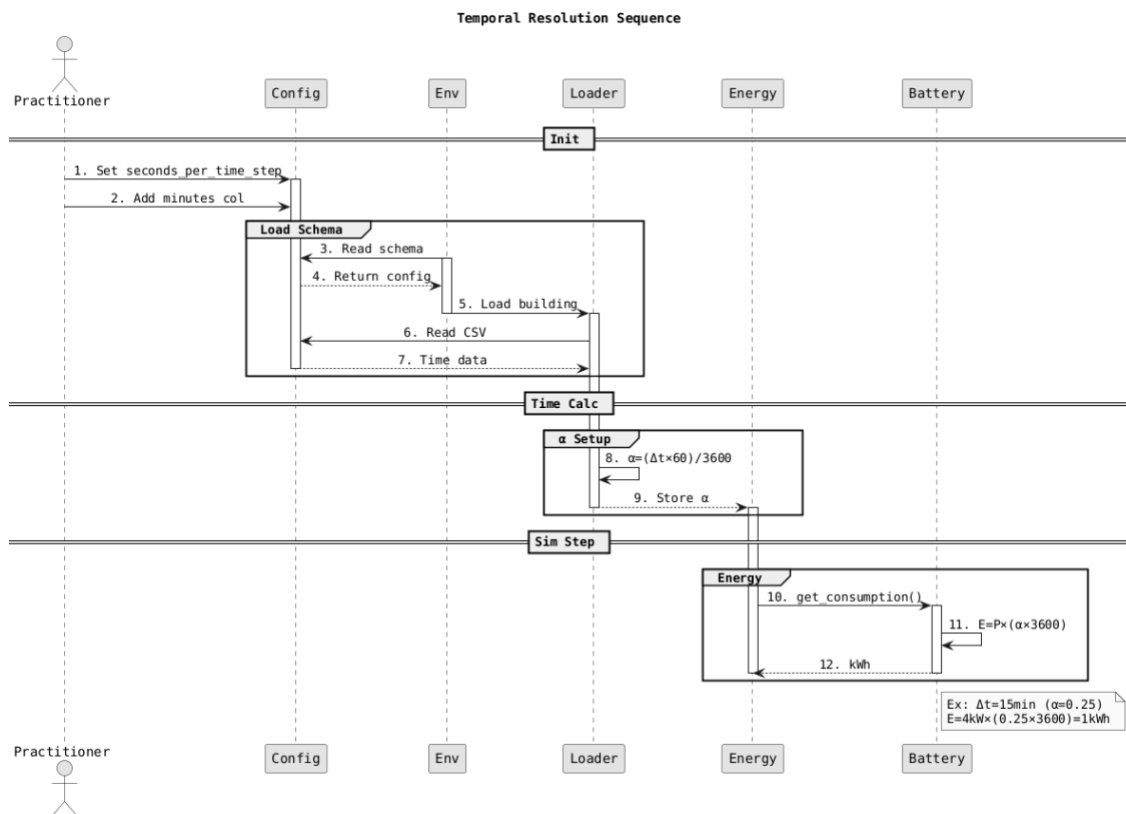 Temporal Resolution Sequence
Practitioner
Config
Env
Loader
Energy
Battery
Init
1. Set seconds_per_time_step
2. Add minutes col
Load Schema
3. Read schema
4. Return config
5. Load building
6. Read CSV
7. Time data
Time Calc
α Setup
8. α=(Δt×60)/3600
9. Store α
Sim Step
Energy
10. get_consumption()
11. E=P×(α×3600)
12. kWh
Ex: Δt=15min (α=0.25)
E=4kW×(0.25×3600)=1kWh
Practitioner
Config
Env
Loader
Energy
Battery